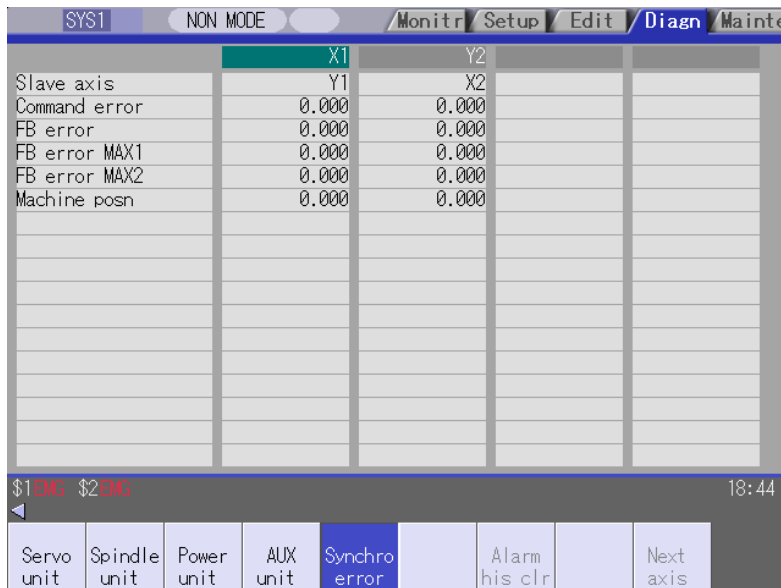 SYS1 NON MODE Monitr Setup Edit Diagn Mainte
X1 Y2
Slave axis Y1 X2
Command error 0.000 0.000
FB error 0.000 0.000
FB error MAX1 0.000 0.000
FB error MAX2 0.000 0.000
Machine posn 0.000 0.000
$1EMG $2EMG 18:44
Servo Spindle Power AUX Synchro Alarm Next
unit unit unit unit error his clr axis